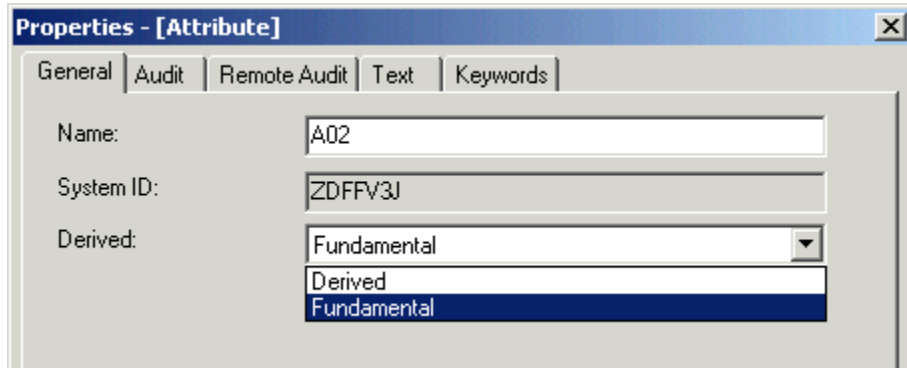 Properties - [Attribute]
General Audit Remote Audit Text Keywords
Name: A02
System ID: ZDFFV3J
Derived: Fundamental
Derived
Fundamental